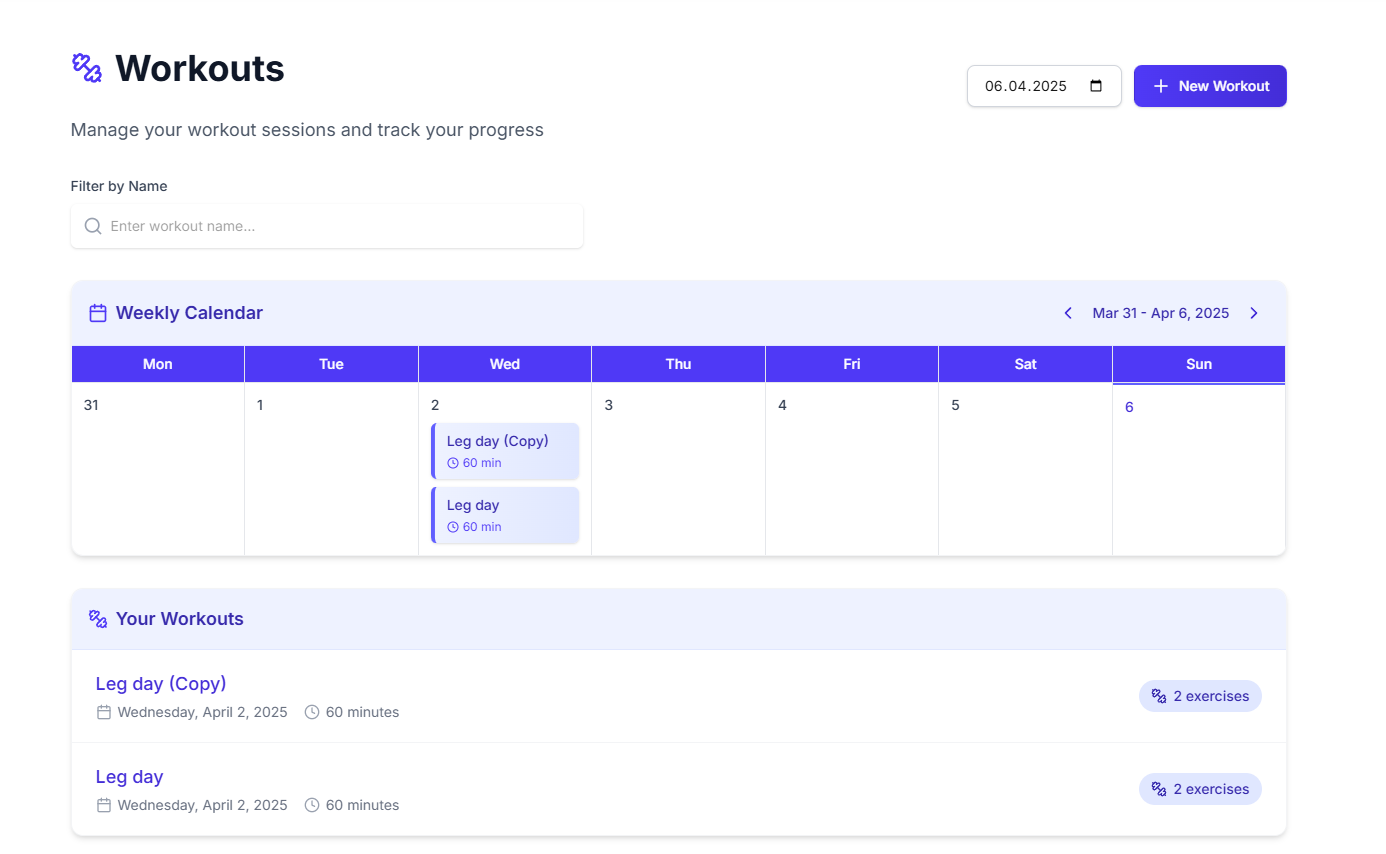 Workouts
06.04.2025
New Workout
Manage your workout sessions and track your progress
Filter by Name
Enter workout name...
Weekly Calendar
Mar 31 - Apr 6, 2025
Mon Tue Wed Thu Fri Sat Sun
31 1 2 3 4 5 6
Leg day (Copy)
60 min
Leg day
60 min
Your Workouts
Leg day (Copy)
Wednesday, April 2, 2025 60 minutes
2 exercises
Leg day
Wednesday, April 2, 2025 60 minutes
2 exercises